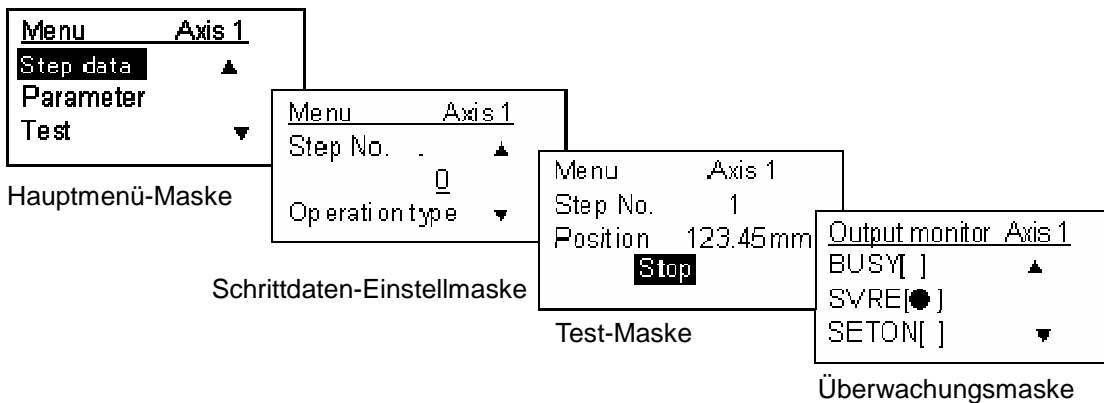 Menu Axis 1
Step data ▲
Parameter
Test ▼
Hauptmenü-Maske
Menu Axis 1
Step No. . ▲
0
Operation type ▼
Schrittdaten-Einstellmaske
Menu Axis 1
Step No. 1
Position 123.45mm
Stop
Test-Maske
Output monitor Axis 1
BUSY[ ] ▲
SVRE[●]
SETON[ ] ▼
Überwachungsmaske